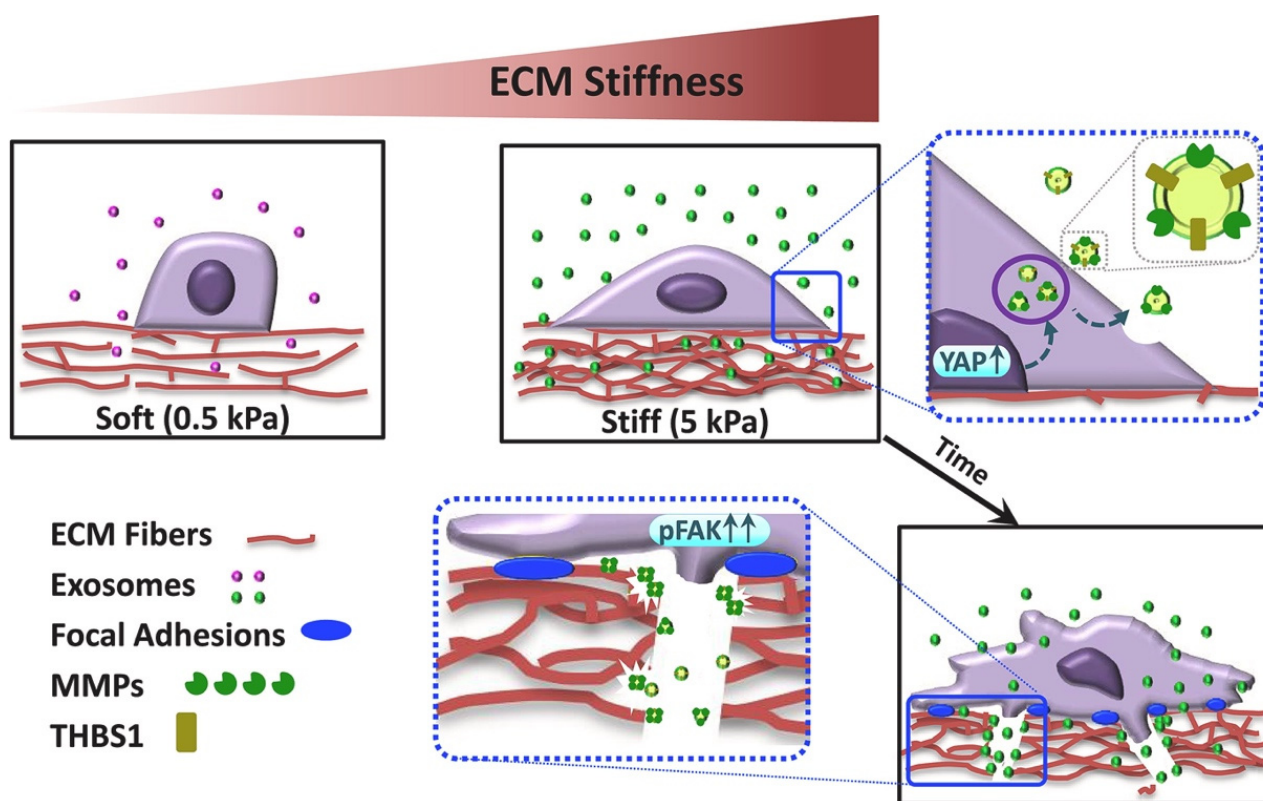 ECM Stiffness
Soft (0.5 kPa)
Stiff (5 kPa)
YAP↑
Time
ECM Fibers
Exosomes
Focal Adhesions
MMPs
THBS1
pFAK↑↑